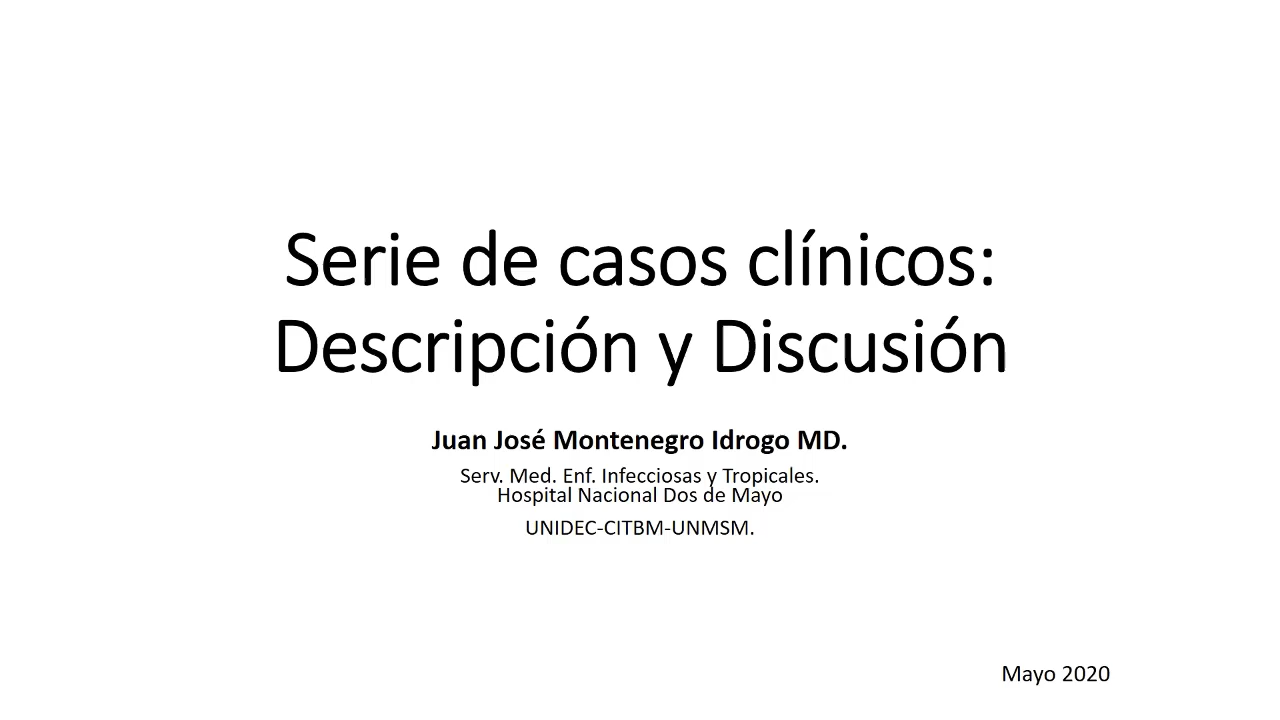 Serie de casos clínicos:
Descripción y Discusión
Juan José Montenegro Idrogo MD.
Serv. Med. Enf. Infecciosas y Tropicales.
Hospital Nacional Dos de Mayo
UNIDEC-CITBM-UNMSM.
Mayo 2020